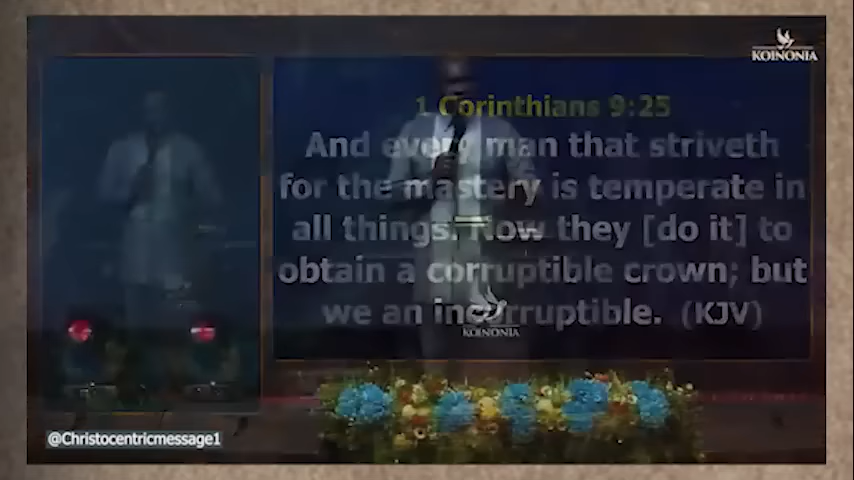 KOINONIA
1 Corinthians 9:25
And every man that striveth
for the mastery is temperate in
all things. Now they [do it] to
obtain a corruptible crown; but
we an incorruptible. (KJV)
KOINONIA
@Christocentricmessage1